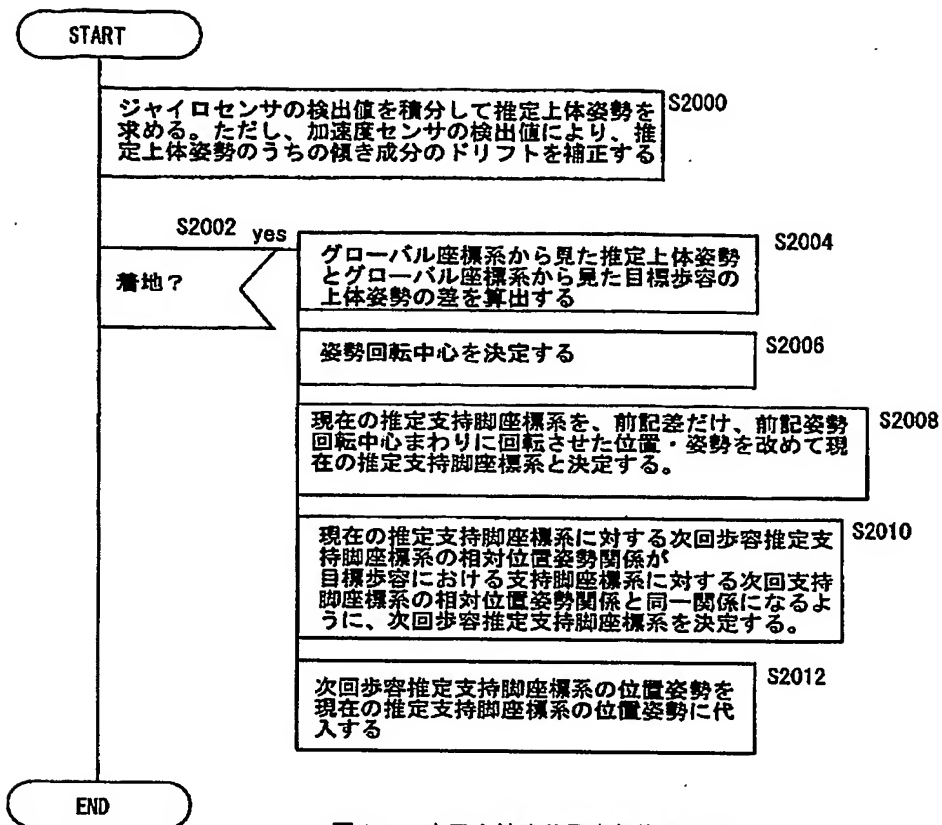 START
ジャイロセンサの検出値を積分して推定上体姿勢を
求める。ただし、加速度センサの検出値により、推
定上体姿勢のうちの傾き成分のドリフトを補正する
S2000
S2002
yes
着地?
グローバル座標系から見た推定上体姿勢
とグローバル座標系から見た目標歩容の
上体姿勢の差を算出する
S2004
姿勢回転中心を決定する
S2006
現在の推定支持脚座標系を、前記差だけ、前記姿勢
回転中心まわりに回転させた位置・姿勢を改めて現
在の推定支持脚座標系と決定する。
S2008
現在の推定支持脚座標系に対する次回歩容推定支
持脚座標系の相対位置姿勢関係が
目標歩容における支持脚座標系に対する次回支持
脚座標系の相対位置姿勢関係と同一関係になるよ
うに、次回歩容推定支持脚座標系を決定する。
S2010
次回歩容推定支持脚座標系の位置姿勢を
現在の推定支持脚座標系の位置姿勢に代
入する
S2012
END